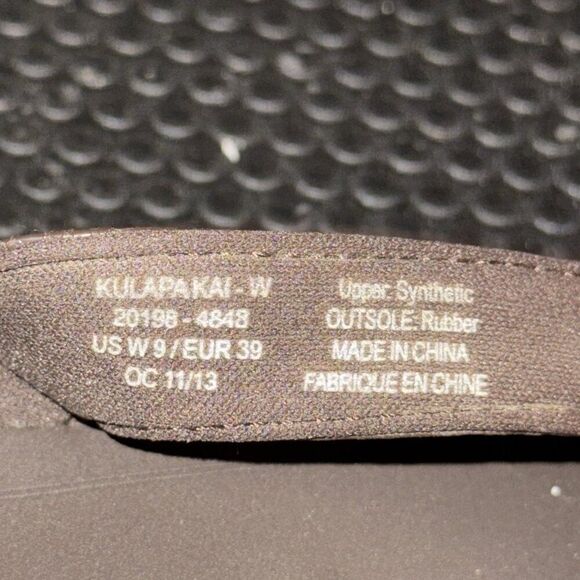 KULAPA KAI - W
20198 - 4848
US W 9 / EUR 39
OC 11/13
Upper: Synthetic
OUTSOLE: Rubber
MADE IN CHINA
FABRIQUE EN CHINE